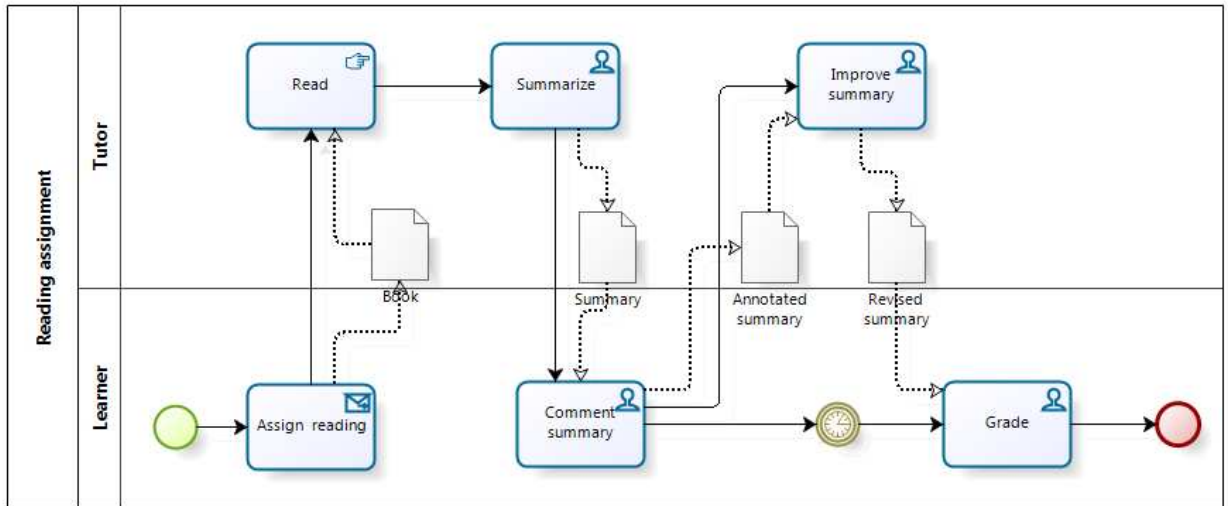 Reading assignment
Tutor
Read
Summarize
Improve
summary
Book
Summary
Annotated
summary
Revised
summary
Learner
Assign reading
Comment
summary
Grade